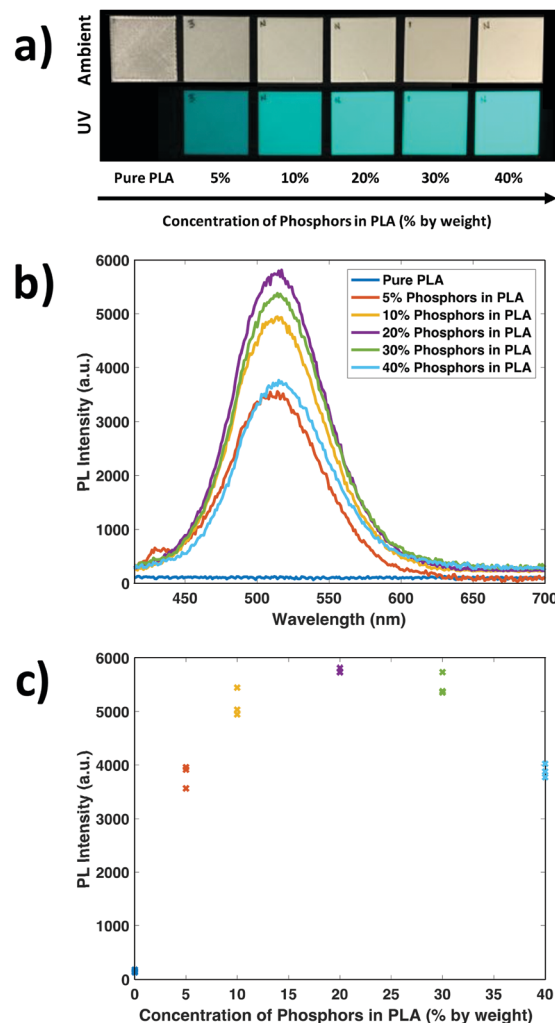 a)
Ambient
UV
Pure PLA 5% 10% 20% 30% 40%
Concentration of Phosphors in PLA (% by weight)
b)
6000
5000
4000
3000
2000
1000
0
PL Intensity (a.u.)
Pure PLA
5% Phosphors in PLA
10% Phosphors in PLA
20% Phosphors in PLA
30% Phosphors in PLA
40% Phosphors in PLA
450 500 550 600 650 700
Wavelength (nm)
c)
6000
5000
4000
3000
2000
1000
0
PL Intensity (a.u.)
0 5 10 15 20 25 30 35 40
Concentration of Phosphors in PLA (% by weight)